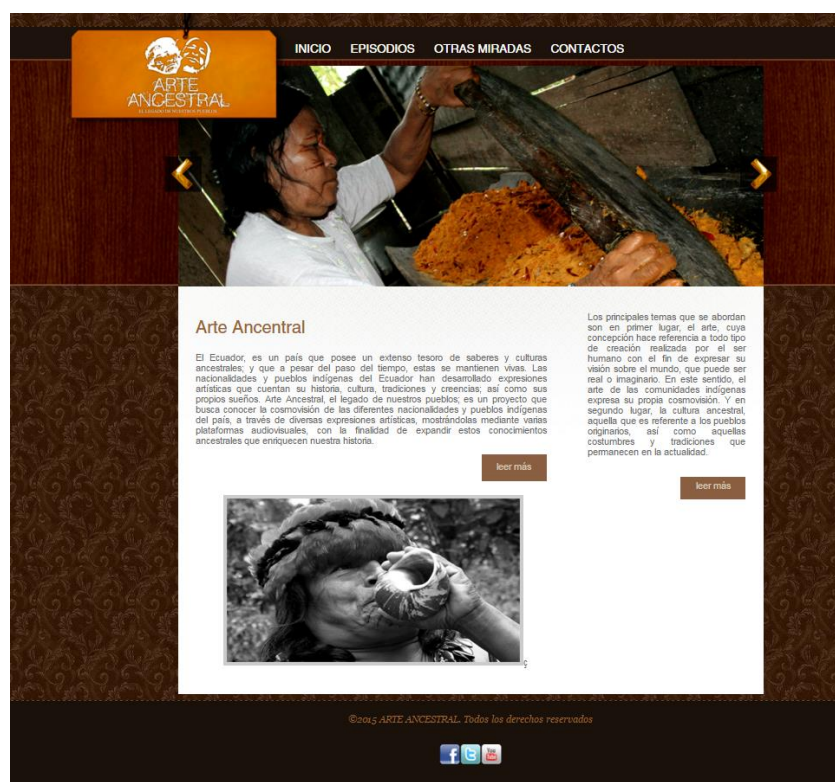 INICIO EPISODIOS OTRAS MIRADAS CONTACTOS
ARTE
ANCESTRAL
EL LEGADO DE NUESTROS PUEBLOS
Arte Ancentral
El Ecuador, es un país que posee un extenso tesoro de saberes y culturas
ancestrales; y que a pesar del paso del tiempo, estas se mantienen vivas. Las
nacionalidades y pueblos indígenas del Ecuador han desarrollado expresiones
artísticas que cuentan su historia, cultura, tradiciones y creencias; así como sus
propios sueños. Arte Ancestral, el legado de nuestros pueblos; es un proyecto que
busca conocer la cosmovisión de las diferentes nacionalidades y pueblos indígenas
del país, a través de diversas expresiones artísticas, mostrándolas mediante varias
plataformas audiovisuales, con la finalidad de expandir estos conocimientos
ancestrales que enriquecen nuestra historia.
leer más
ç
Los principales temas que se abordan
son en primer lugar, el arte, cuya
concepción hace referencia a todo tipo
de creación realizada por el ser
humano con el fin de expresar su
visión sobre el mundo, que puede ser
real o imaginario. En este sentido, el
arte de las comunidades indígenas
expresa su propia cosmovisión. Y en
segundo lugar, la cultura ancestral,
aquella que es referente a los pueblos
originarios, así como aquellas
costumbres y tradiciones que
permanecen en la actualidad.
leer más
©2015 ARTE ANCESTRAL. Todos los derechos reservados
You